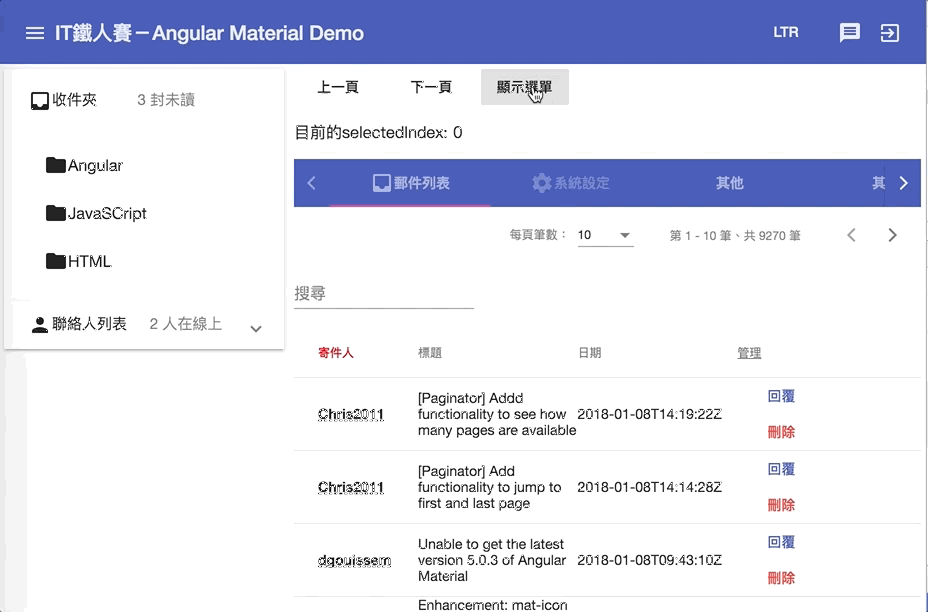 IT鐵人賽－Angular Material Demo
LTR
收件夾 3 封未讀
Angular
JavaSCript
HTML
聯絡人列表 2 人在線上
上一頁 下一頁 顯示選單
目前的selectedIndex: 0
郵件列表 系統設定 其他 其
每頁筆數： 10 第 1 - 10 筆、共 9270 筆
搜尋
寄件人 標題 日期 管理
[Paginator] Addd
functionality to see how
many pages are available
Chris2011 2018-01-08T14:19:22Z
回覆
刪除
[Paginator] Add
functionality to jump to
first and last page
Chris2011 2018-01-08T14:14:28Z
回覆
刪除
Unable to get the latest
version 5.0.3 of Angular
Material
dgouissem 2018-01-08T09:43:10Z
回覆
刪除
Enhancement: mat-icon